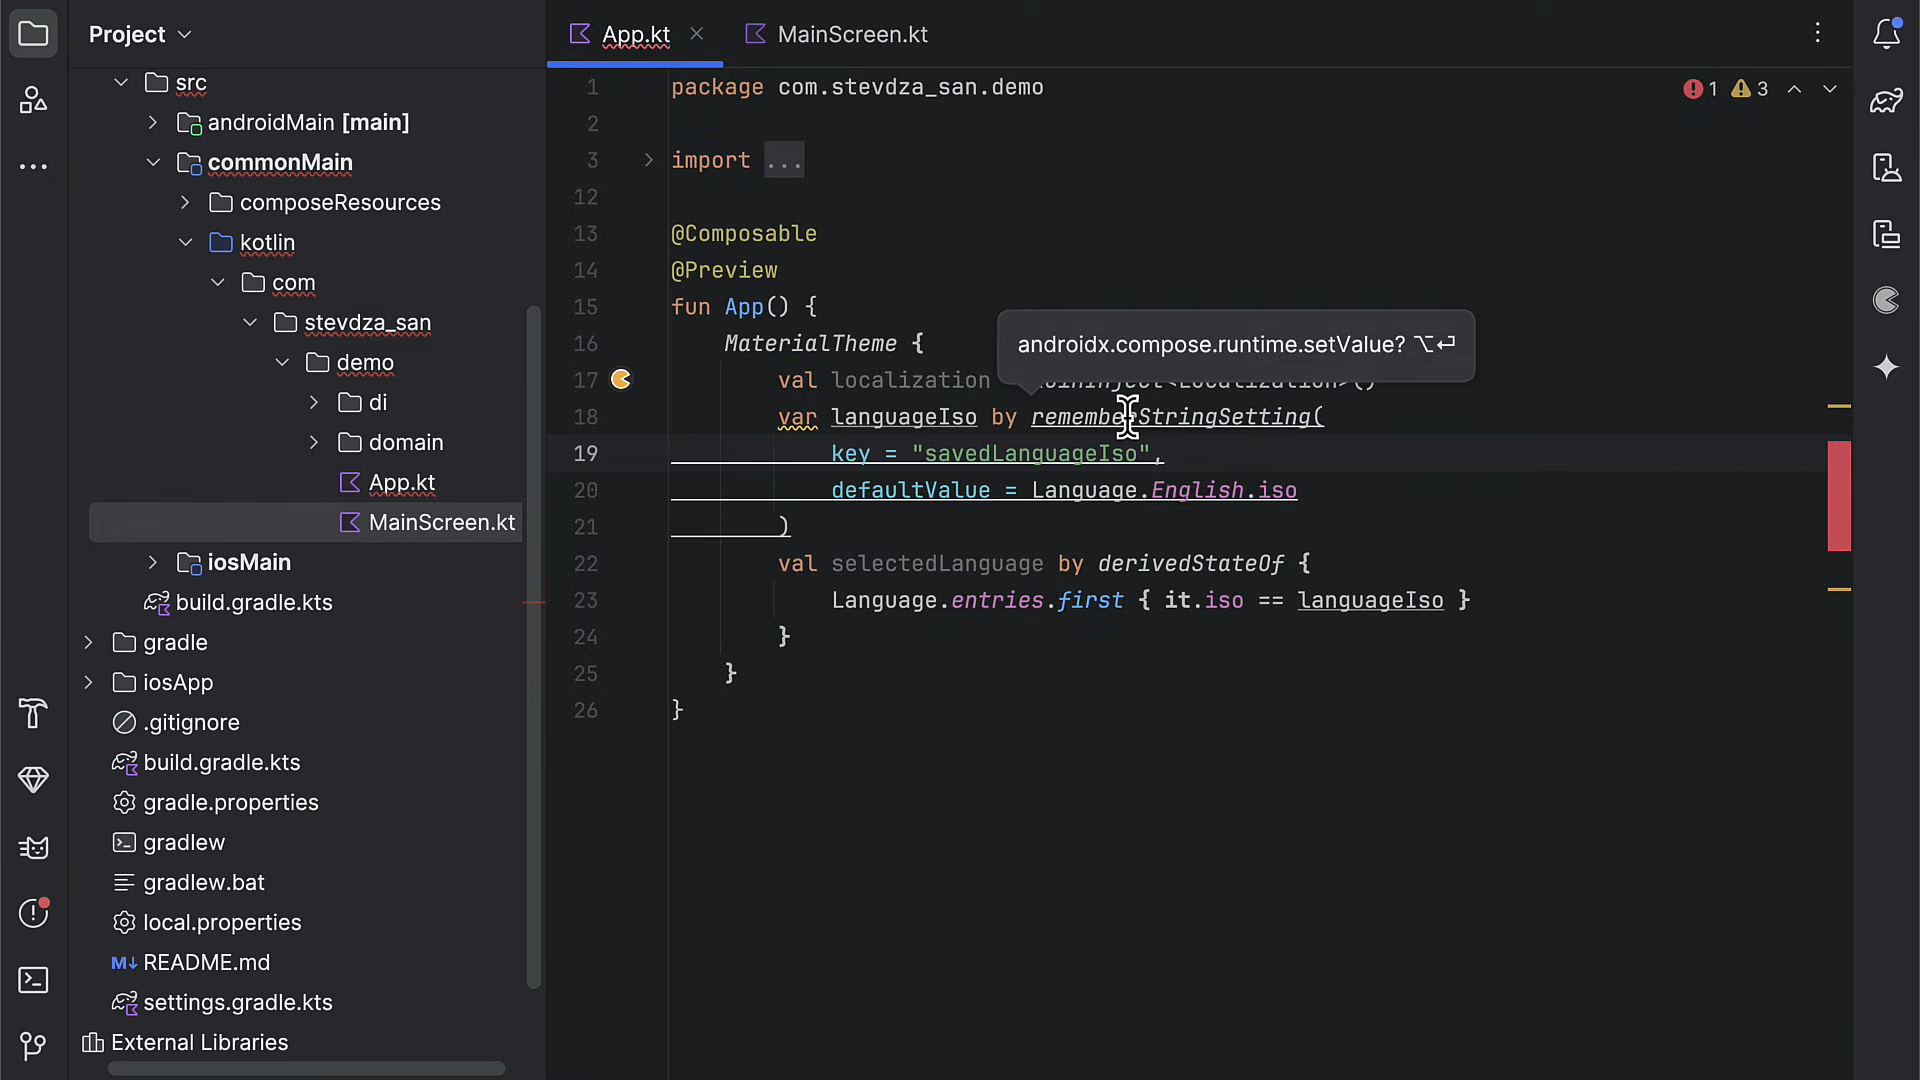 Project
src
androidMain [main]
commonMain
composeResources
kotlin
com
stevdza_san
demo
di
domain
App.kt
MainScreen.kt
iosMain
build.gradle.kts
gradle
iosApp
.gitignore
build.gradle.kts
gradle.properties
gradlew
gradlew.bat
local.properties
M↓ README.md
settings.gradle.kts
External Libraries
App.kt
MainScreen.kt
1 3
1 package com.stevdza_san.demo
2
3 import ...
12
13 @Composable
14 @Preview
15 fun App() {
16 MaterialTheme {
androidx.compose.runtime.setValue? ⌥⏎
17 val localization
18 var languageIso by rememberStringSetting(
19 key = "savedLanguageIso",
20 defaultValue = Language.English.iso
21 )
22 val selectedLanguage by derivedStateOf {
23 Language.entries.first { it.iso == languageIso }
24 }
25 }
26 }